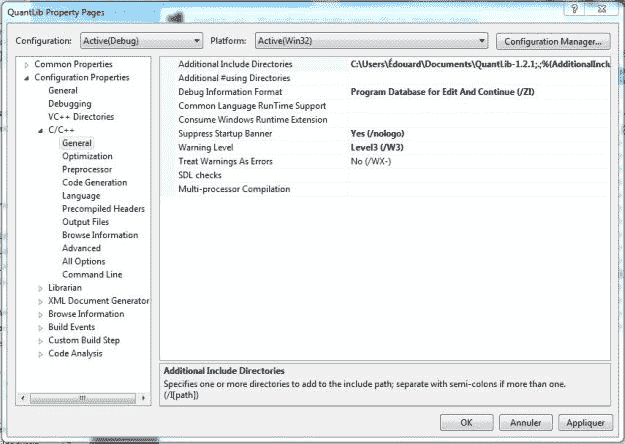 QuantLib Property Pages
Configuration: Active(Debug) Platform: Active(Win32) Configuration Manager...
Common Properties
Configuration Properties
General
Debugging
VC++ Directories
C/C++
General
Optimization
Preprocessor
Code Generation
Language
Precompiled Headers
Output Files
Browse Information
Advanced
All Options
Command Line
Librarian
XML Document Generator
Browse Information
Build Events
Custom Build Step
Code Analysis
Additional Include Directories C:\Users\Édouard\Documents\QuantLib-1.2.1;.;%(AdditionalInclu
Additional #using Directories
Debug Information Format Program Database for Edit And Continue (/ZI)
Common Language RunTime Support
Consume Windows Runtime Extension
Suppress Startup Banner Yes (/nologo)
Warning Level Level3 (/W3)
Treat Warnings As Errors No (/WX-)
SDL checks
Multi-processor Compilation
Additional Include Directories
Specifies one or more directories to add to the include path; separate with semi-colons if more than one.
(/I[path])
OK Annuler Appliquer